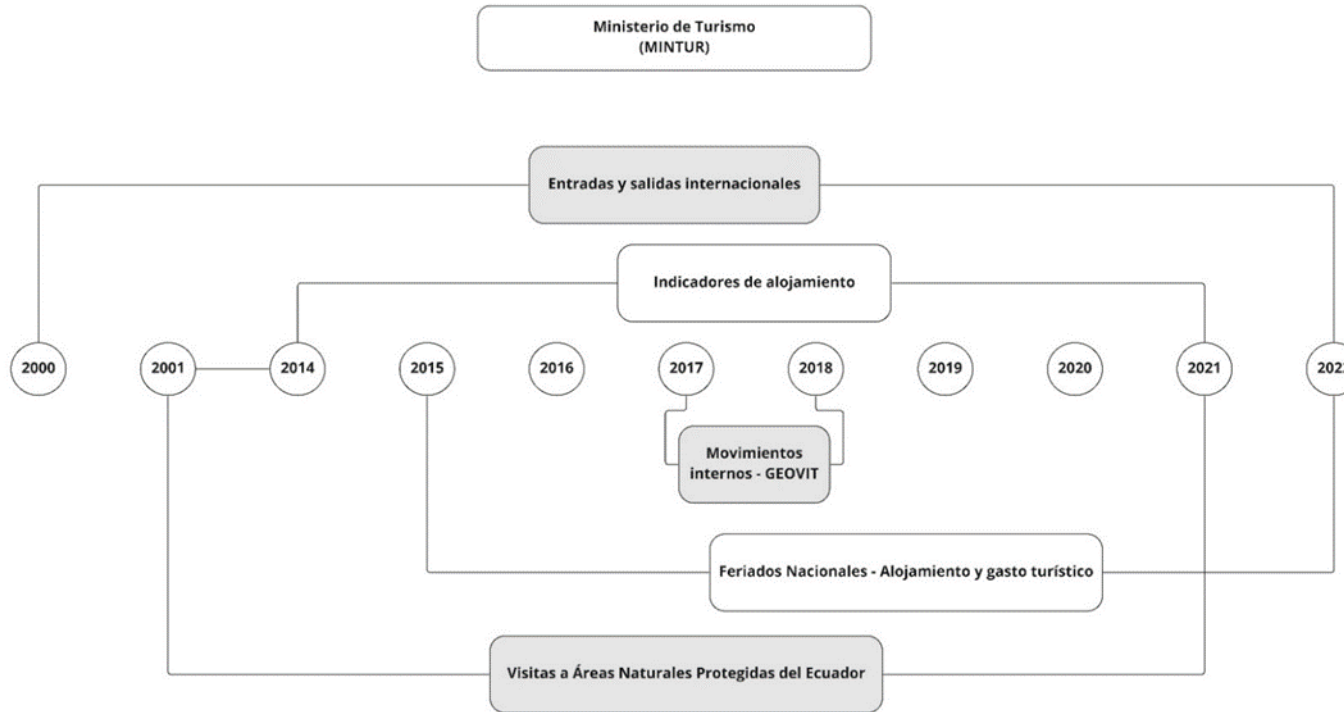 Ministerio de Turismo
(MINTUR)
Entradas y salidas internacionales
Indicadores de alojamiento
2000 2001 2014 2015 2016 2017 2018 2019 2020 2021 2022
Movimientos
internos - GEOVIT
Feriados Nacionales - Alojamiento y gasto turístico
Visitas a Áreas Naturales Protegidas del Ecuador